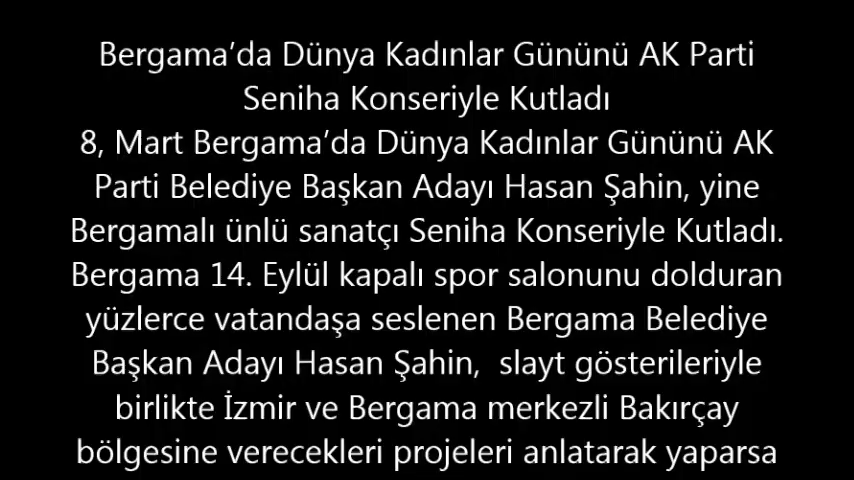 Bergama’da Dünya Kadınlar Gününü AK Parti
Seniha Konseriyle Kutladı
8, Mart Bergama’da Dünya Kadınlar Gününü AK
Parti Belediye Başkan Adayı Hasan Şahin, yine
Bergamalı ünlü sanatçı Seniha Konseriyle Kutladı.
Bergama 14. Eylül kapalı spor salonunu dolduran
yüzlerce vatandaşa seslenen Bergama Belediye
Başkan Adayı Hasan Şahin,  slayt gösterileriyle
birlikte İzmir ve Bergama merkezli Bakırçay
bölgesine verecekleri projeleri anlatarak yaparsa